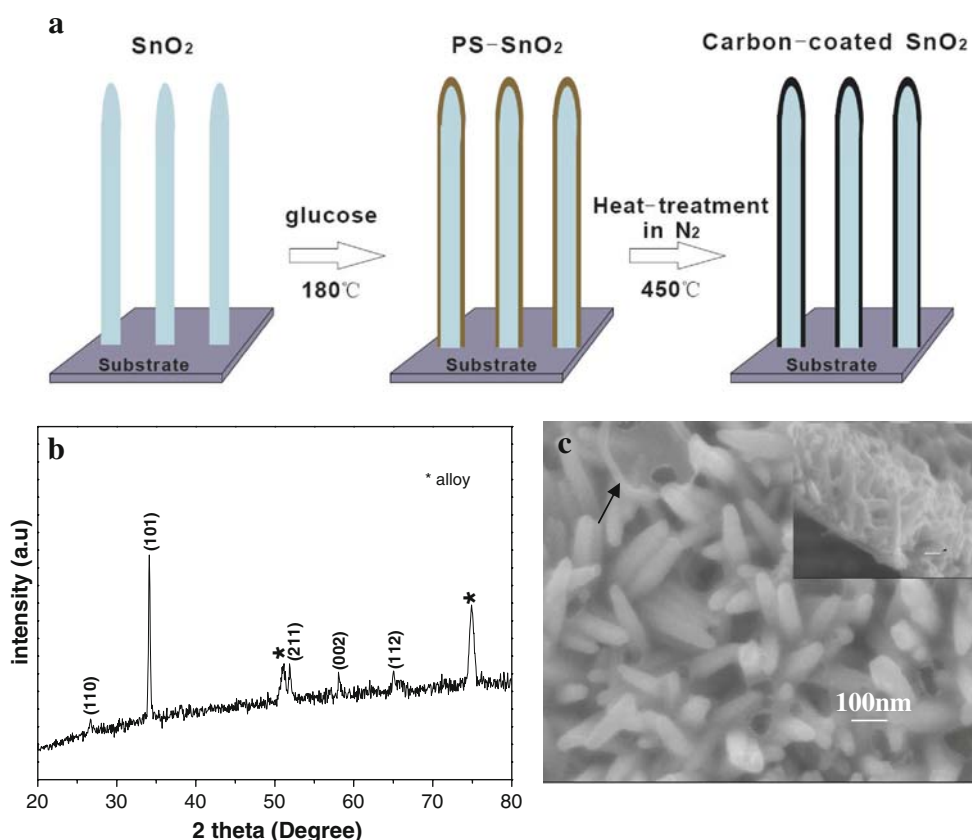 a
SnO₂
PS-SnO₂
Carbon-coated SnO₂
glucose
180℃
Heat-treatment
in N₂
450℃
Substrate
Substrate
Substrate
b
* alloy
(110)
(101)
*
(211)
(002)
(112)
*
intensity (a.u)
20 30 40 50 60 70 80
2 theta (Degree)
c
100nm